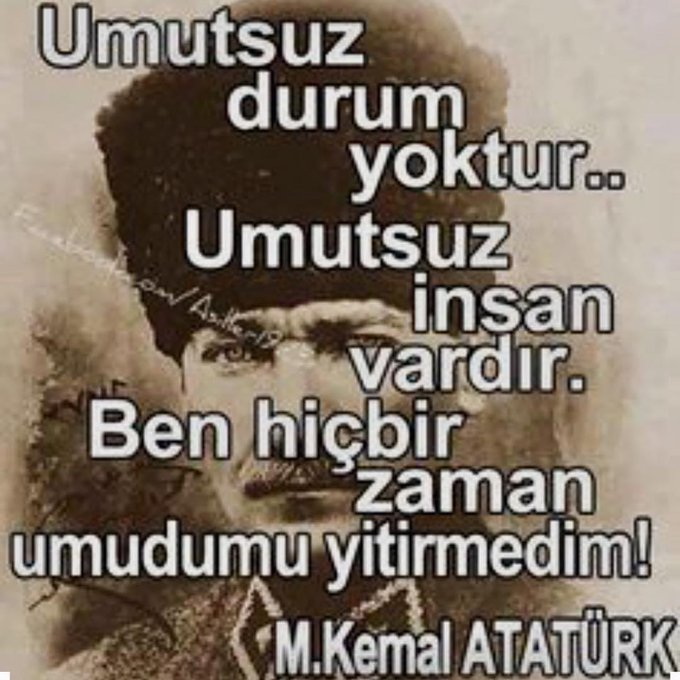 Umutsuz
durum
yoktur..
Umutsuz
insan
vardır.
Ben hiçbir
zaman
umudumu yitirmedim!
M.Kemal ATATÜRK